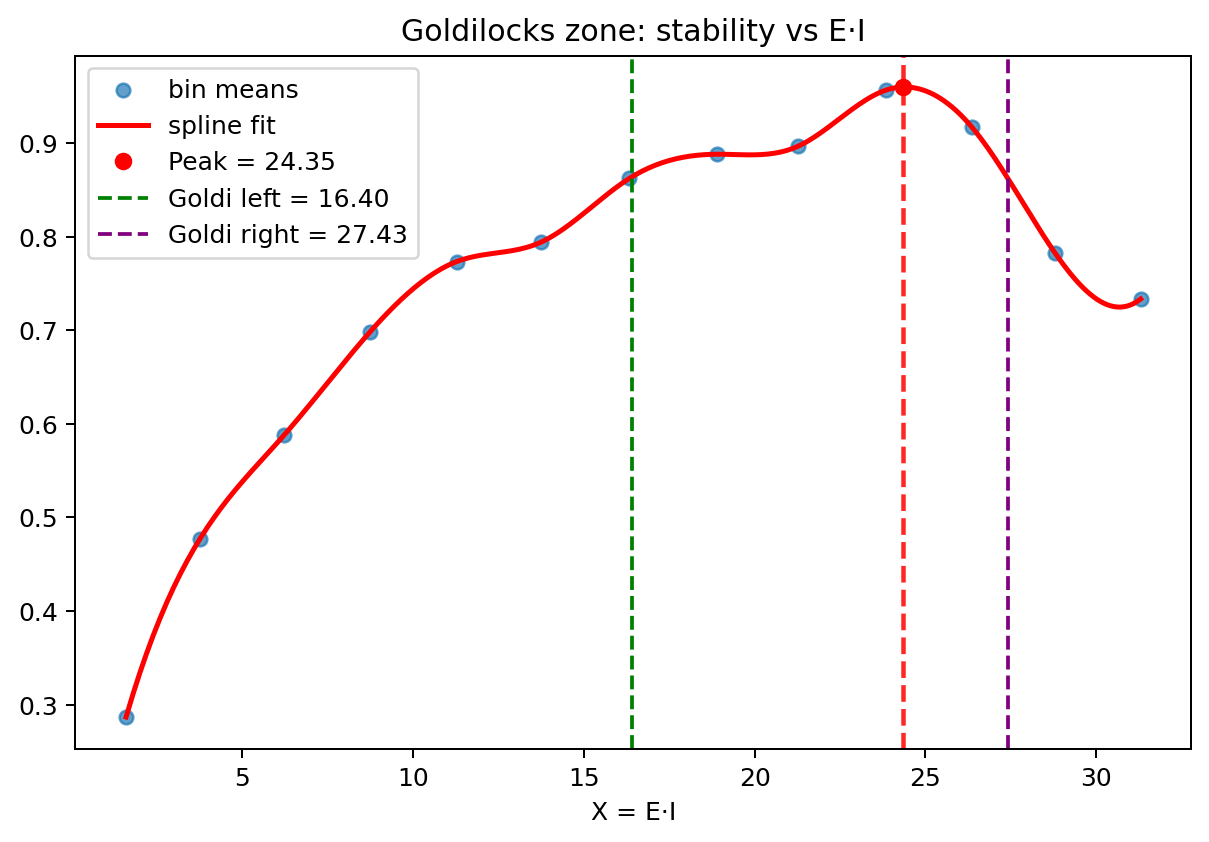 Goldilocks zone: stability vs E·I
bin means
spline fit
Peak = 24.35
Goldi left = 16.40
Goldi right = 27.43
0.9
0.8
0.7
0.6
0.5
0.4
0.3
5 10 15 20 25 30
X = E·I